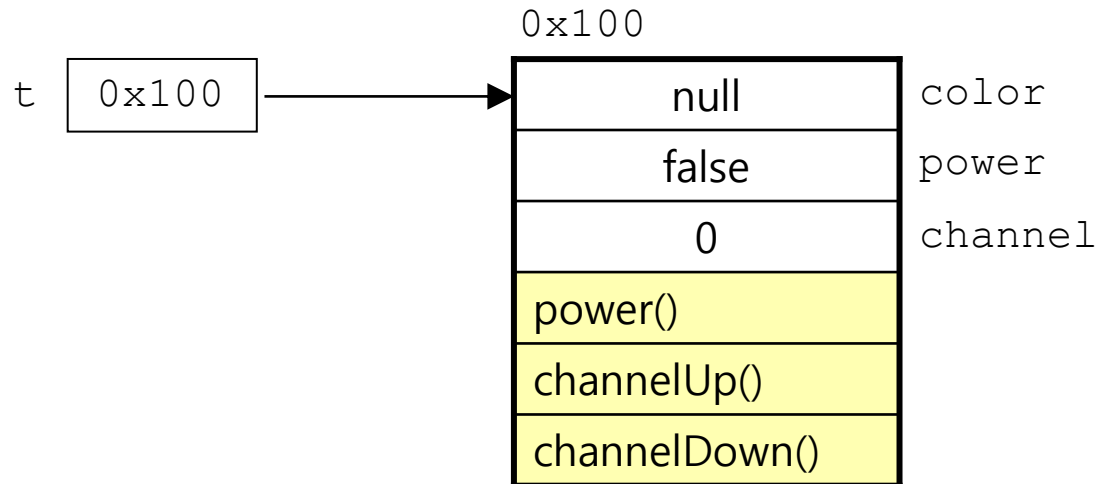 0x100
t 0x100 null color
false power
0 channel
power()
channelUp()
channelDown()